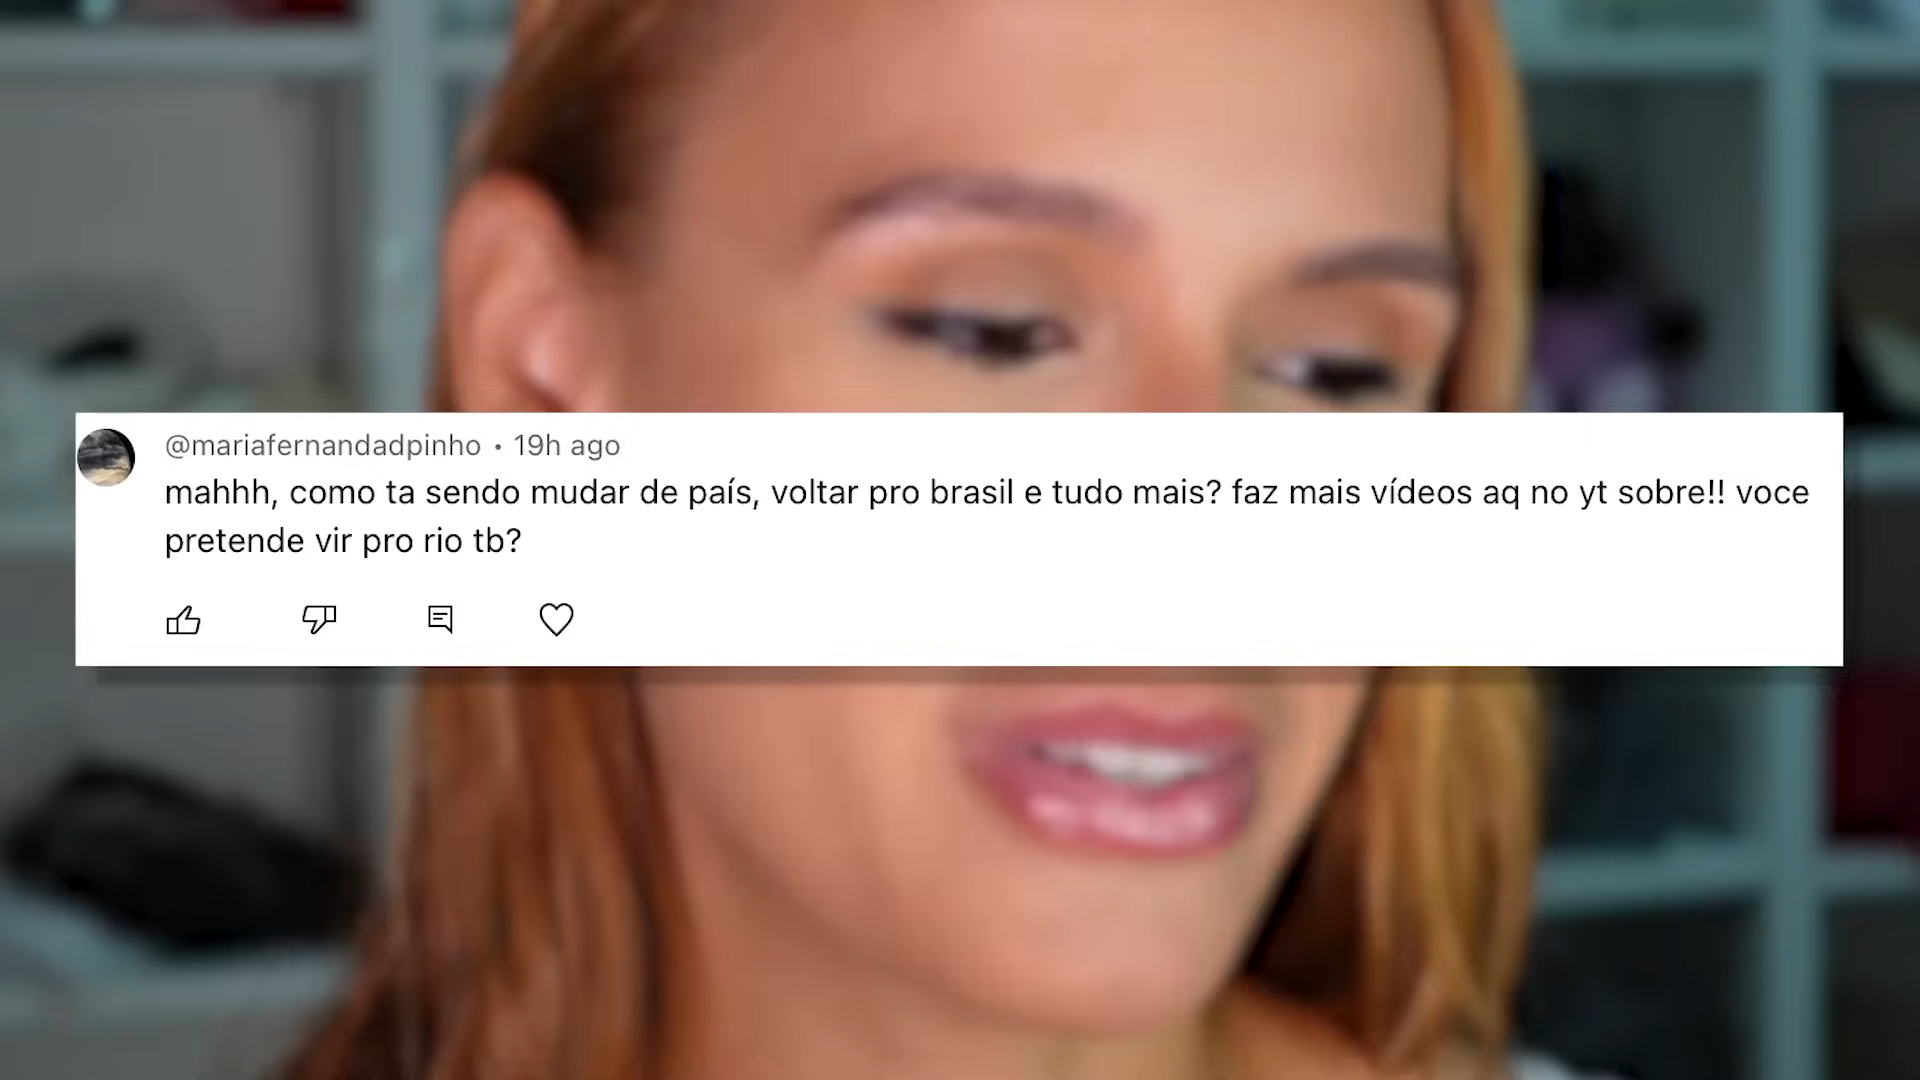 @mariafernandadpinho • 19h ago
mahhh, como ta sendo mudar de país, voltar pro brasil e tudo mais? faz mais vídeos aq no yt sobre!! voce
pretende vir pro rio tb?